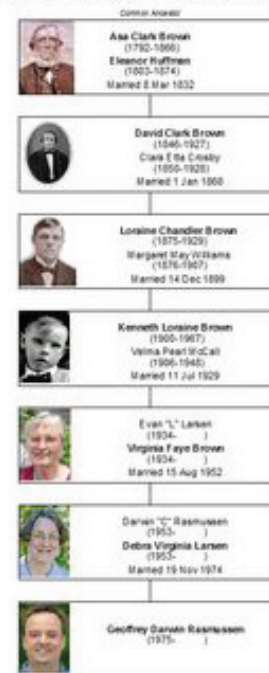 Common Ancestor
Asa Clark Brown
(1792-1866)
Eleanor Huffman
(1803-1874)
Married 8 Mar 1832
David Clark Brown
(1846-1927)
Clara Etta Crosby
(1850-1928)
Married 1 Jan 1868
Loraine Chandler Brown
(1875-1929)
Margaret May Williams
(1876-1907)
Married 14 Dec 1899
Kenneth Loraine Brown
(1900-1967)
Velma Pearl McCall
(1906-1948)
Married 11 Jul 1929
Evan "L" Larsen
(1934- )
Virginia Faye Brown
(1934- )
Married 15 Aug 1952
Darwin "C" Rasmussen
(1953- )
Debra Virginia Larsen
(1953- )
Married 19 Nov 1974
Geoffrey Darwin Rasmussen
(1975- )